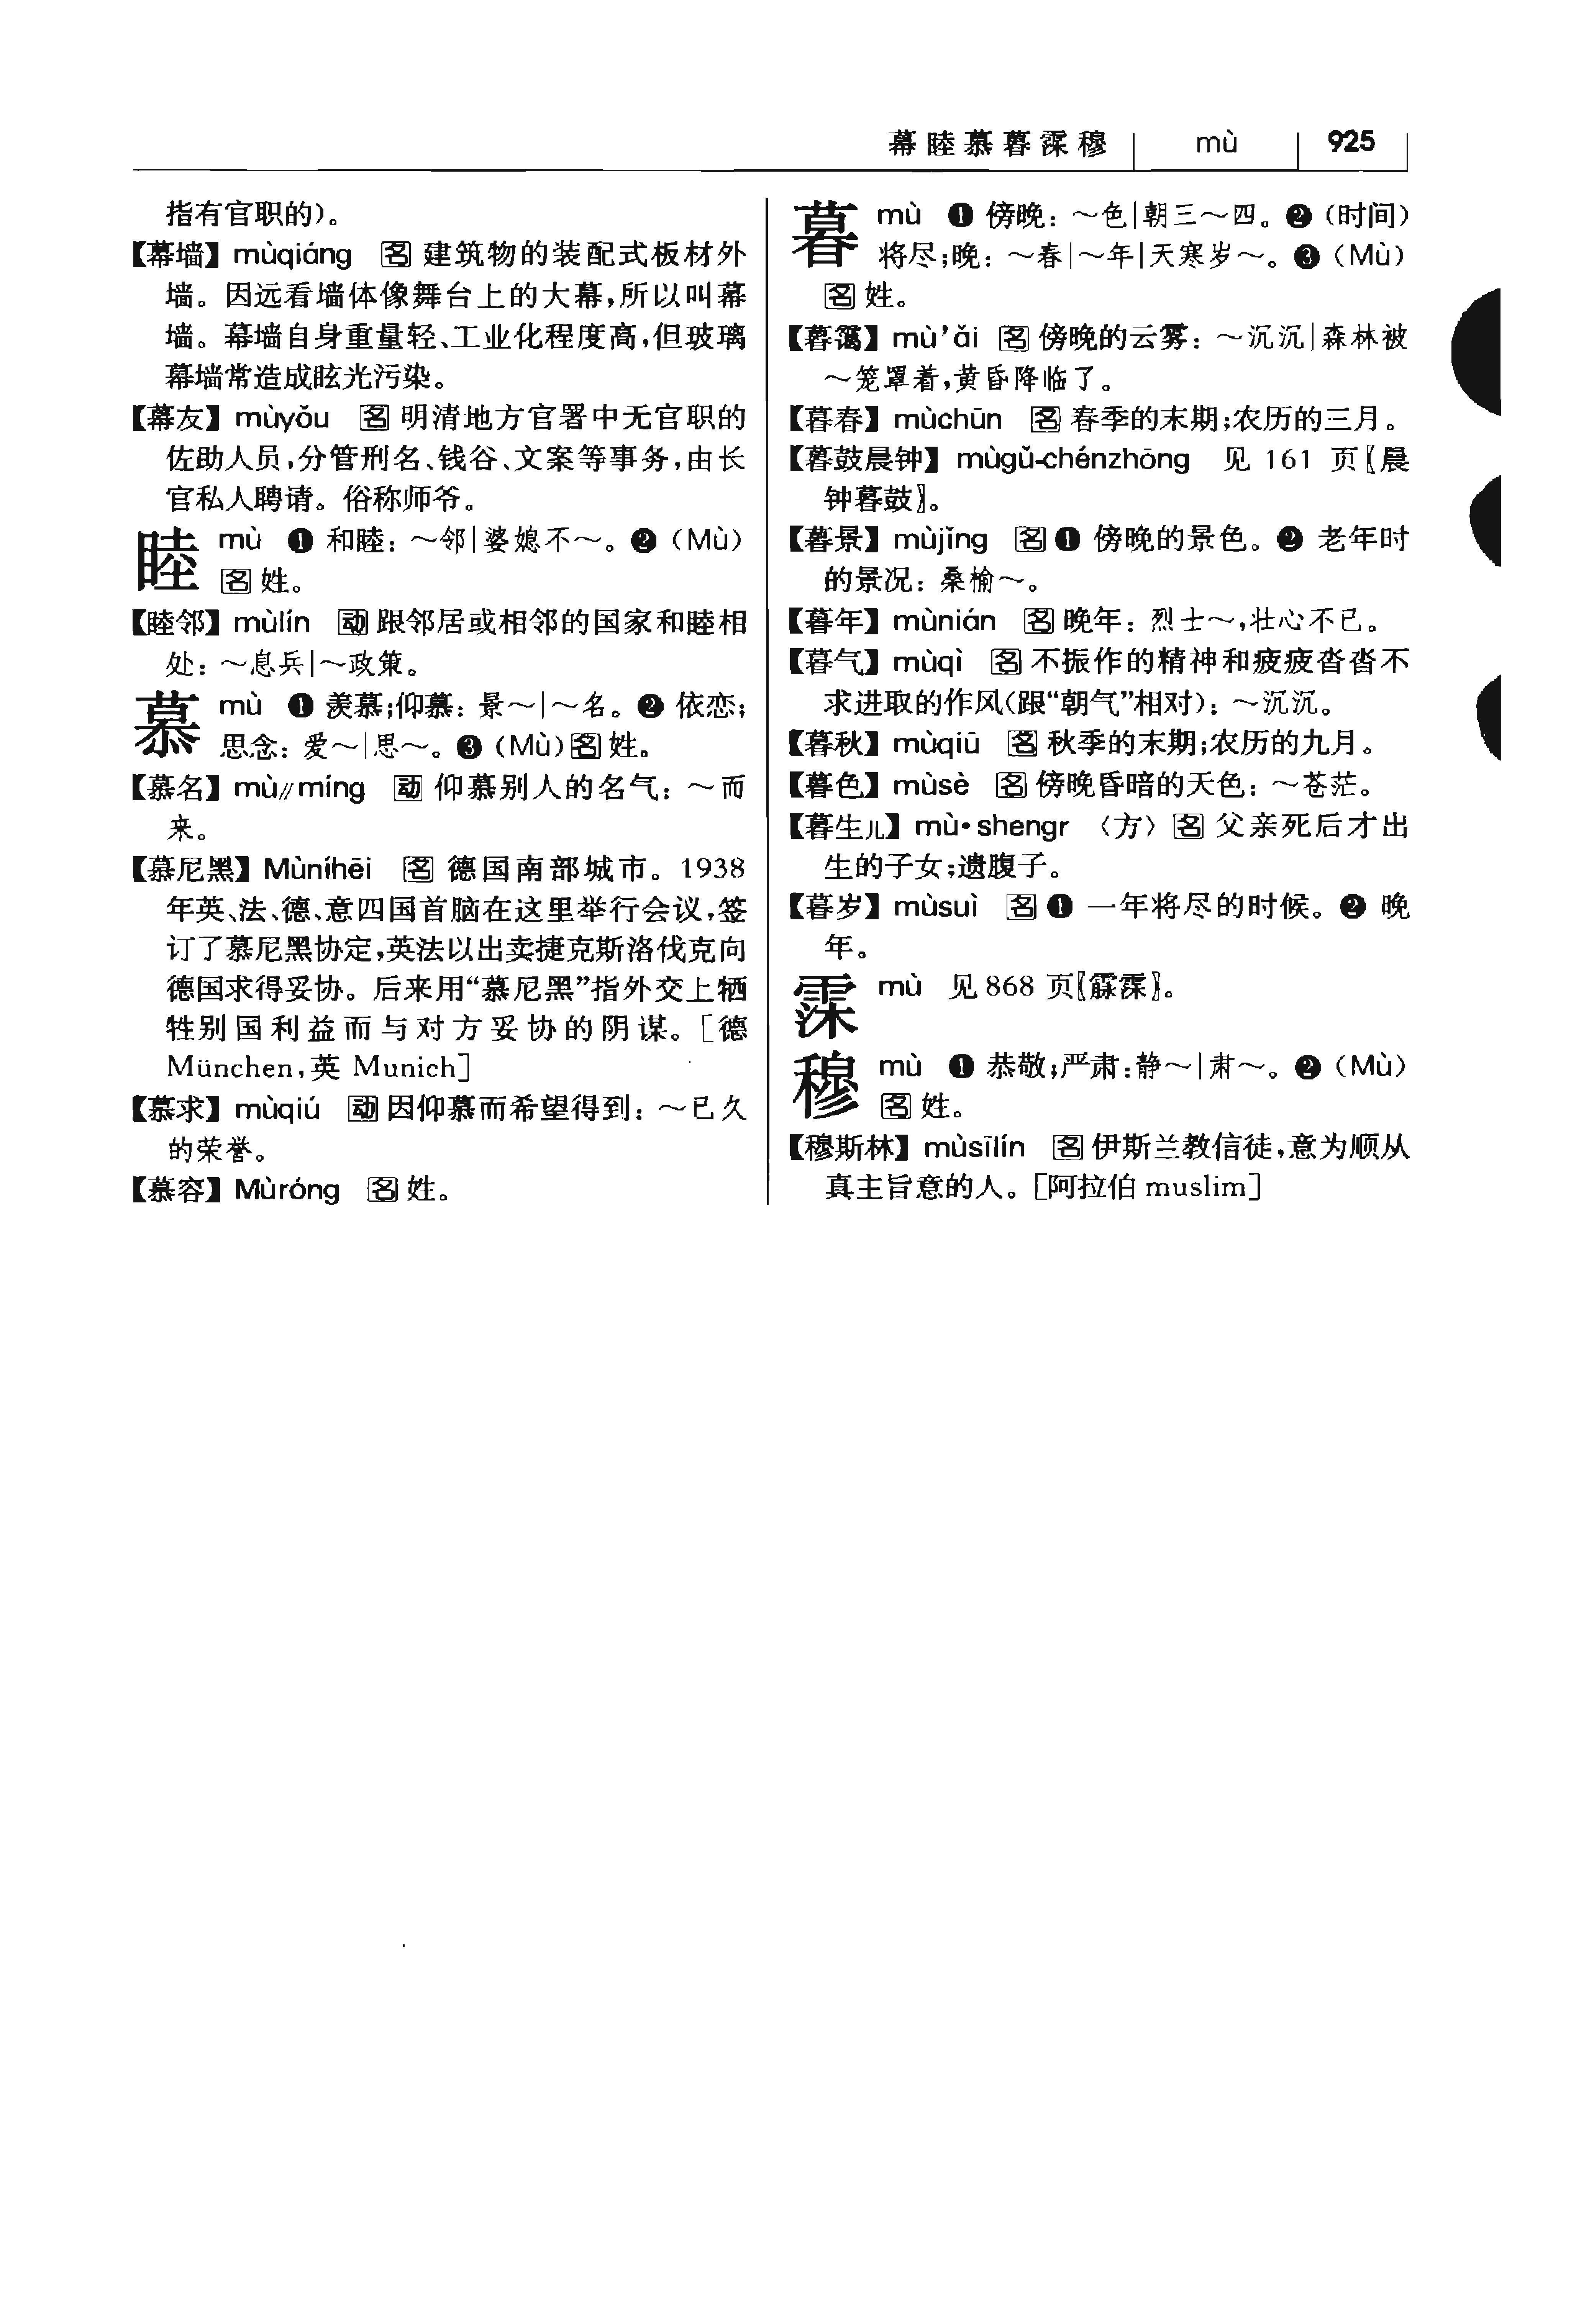 幕睦慕暮霂穆 mù 925
指有官职的)。
【幕墙】 mùqiáng 名 建筑物的装配式板材外
墙。因远看墙体像舞台上的大幕,所以叫幕
墙。幕墙自身重量轻、工业化程度高,但玻璃
幕墙常造成眩光污染。
【幕友】 mùyǒu 名 明清地方官署中无官职的
佐助人员,分管刑名、钱谷、文案等事务,由长
官私人聘请。俗称师爷。
睦 mù ❶ 和睦:~邻|婆媳不~。❷(Mù)
名 姓。
【睦邻】 mùlín 动 跟邻居或相邻的国家和睦相
处:~息兵|~政策。
慕 mù ❶ 羡慕;仰慕:景~|~名。❷ 依恋;
思念:爱~|思~。❸(Mù)名 姓。
【慕名】 mù//míng 动 仰慕别人的名气:~而
来。
【慕尼黑】 Mùníhēi 名 德国南部城市。1938
年英、法、德、意四国首脑在这里举行会议,签
订了慕尼黑协定,英法以出卖捷克斯洛伐克向
德国求得妥协。后来用“慕尼黑”指外交上牺
牲别国利益而与对方妥协的阴谋。[德
München,英 Munich]
【慕求】 mùqiú 动 因仰慕而希望得到:~已久
的荣誉。
【慕容】 Mùróng 名 姓。
暮 mù ❶ 傍晚:~色|朝三~四。❷(时间)
将尽;晚:~春|~年|天寒岁~。❸(Mù)
名 姓。
【暮霭】 mù’ǎi 名 傍晚的云雾:~沉沉|森林被
~笼罩着,黄昏降临了。
【暮春】 mùchūn 名 春季的末期;农历的三月。
【暮鼓晨钟】 mùgǔ-chénzhōng 见 161 页〖晨
钟暮鼓〗。
【暮景】 mùjǐng 名 ❶ 傍晚的景色。❷ 老年时
的景况:桑榆~。
【暮年】 mùnián 名 晚年:烈士~,壮心不已。
【暮气】 mùqì 名 不振作的精神和疲疲沓沓不
求进取的作风(跟“朝气”相对):~沉沉。
【暮秋】 mùqiū 名 秋季的末期;农历的九月。
【暮色】 mùsè 名 傍晚昏暗的天色:~苍茫。
【暮生儿】 mù•shengr 〈方〉名 父亲死后才出
生的子女;遗腹子。
【暮岁】 mùsuì 名 ❶ 一年将尽的时候。❷ 晚
年。
霂 mù 见 868 页〖霡霂〗。
穆 mù ❶ 恭敬;严肃:静~|肃~。❷(Mù)
名 姓。
【穆斯林】 mùsīlín 名 伊斯兰教信徒,意为顺从
真主旨意的人。[阿拉伯 muslim]